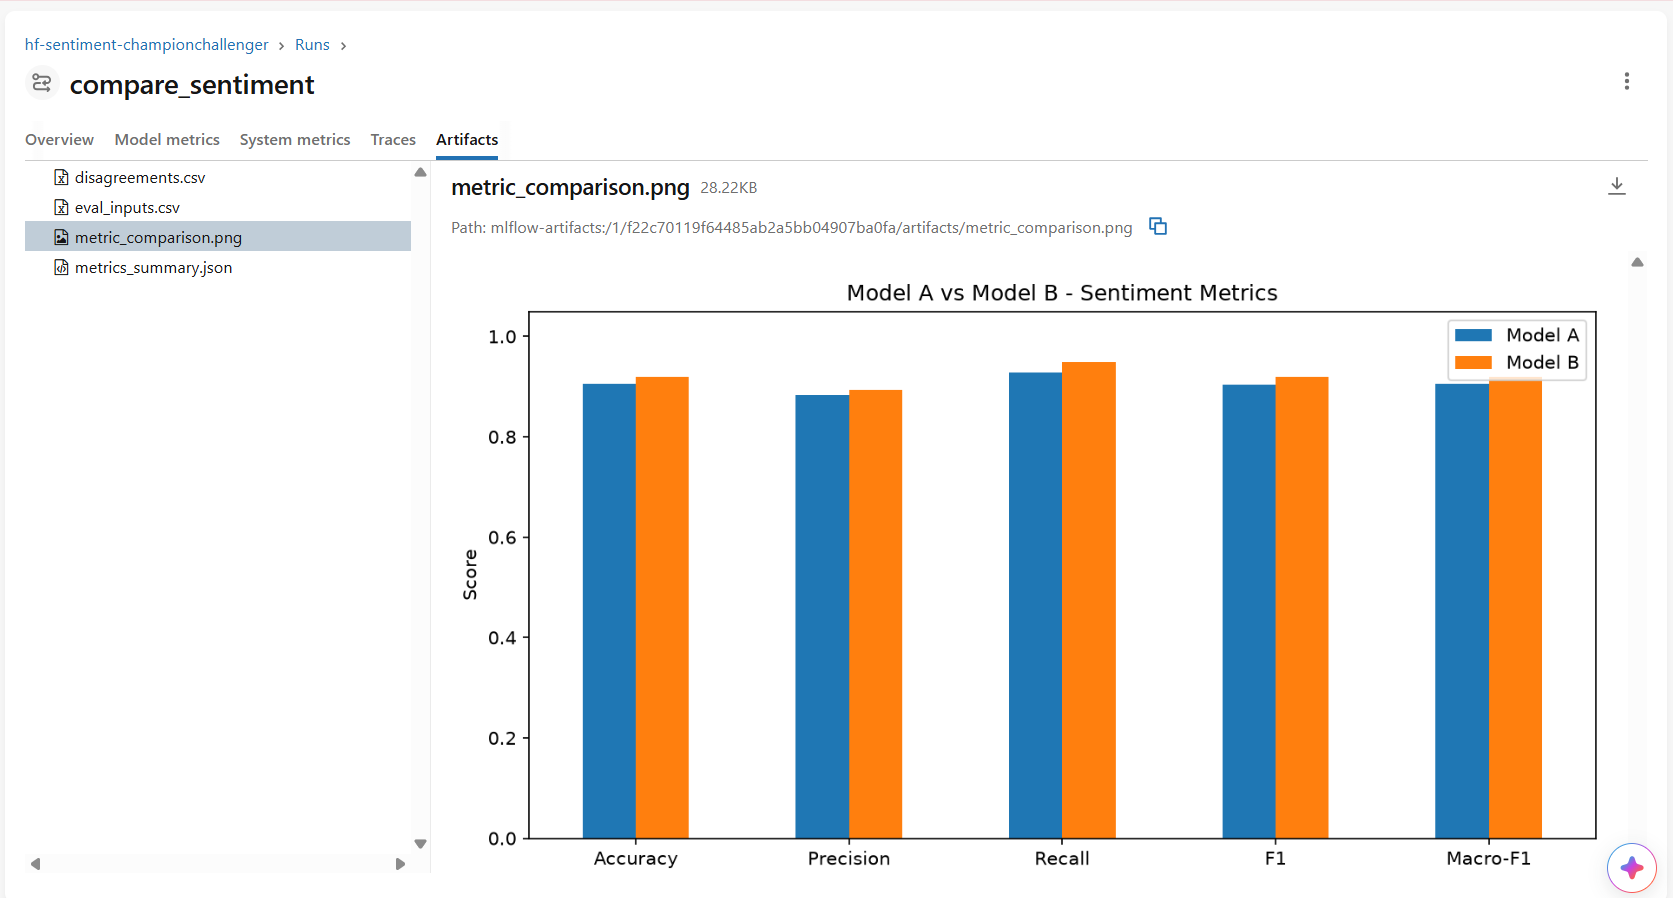 hf-sentiment-championchallenger › Runs ›
compare_sentiment
Overview Model metrics System metrics Traces Artifacts
disagreements.csv
eval_inputs.csv
metric_comparison.png
metrics_summary.json
metric_comparison.png 28.22KB
Path: mlflow-artifacts:/1/f22c70119f64485ab2a5bb04907ba0fa/artifacts/metric_comparison.png
Model A vs Model B - Sentiment Metrics
Model A
Model B
1.0
0.8
0.6
0.4
0.2
0.0
Score
Accuracy Precision Recall F1 Macro-F1